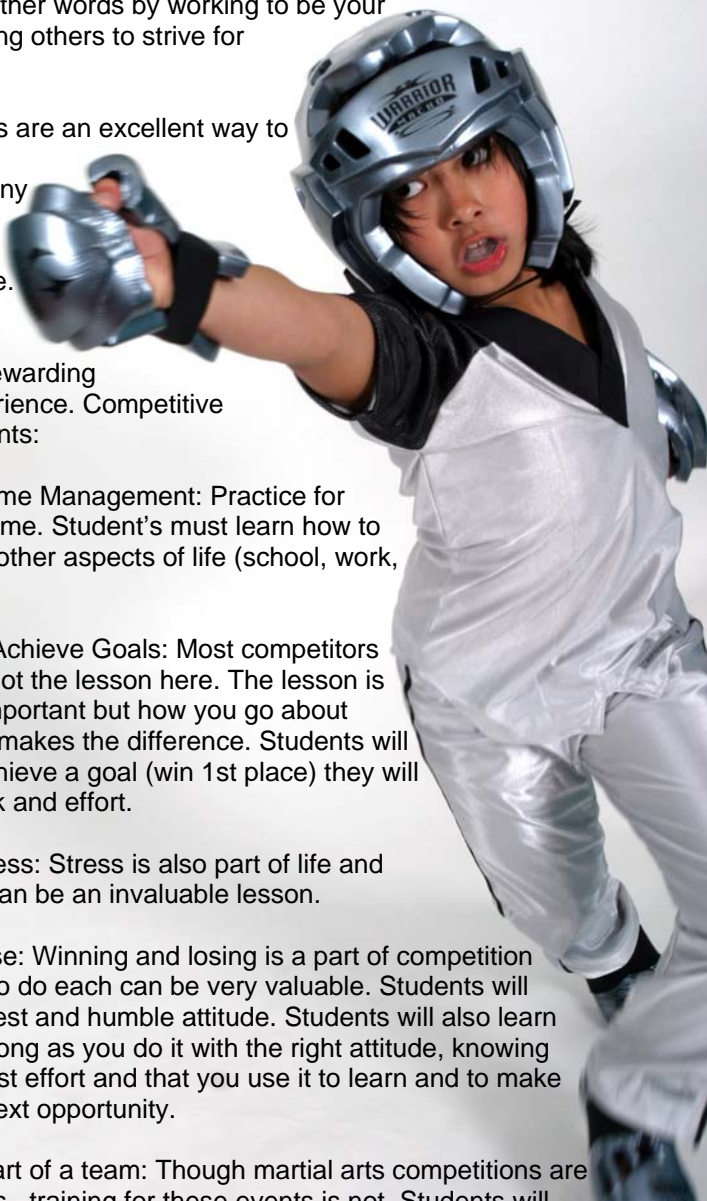 ther words by working to be your
ng others to strive for
s are an excellent way to
ny
e.
ewarding
rience. Competitive
nts:
me Management: Practice for
me. Student's must learn how to
other aspects of life (school, work,
Achieve Goals: Most competitors
ot the lesson here. The lesson is
mportant but how you go about
makes the difference. Students will
hieve a goal (win 1st place) they will
k and effort.
ess: Stress is also part of life and
an be an invaluable lesson.
se: Winning and losing is a part of competition
o do each can be very valuable. Students will
est and humble attitude. Students will also learn
ong as you do it with the right attitude, knowing
st effort and that you use it to learn and to make
ext opportunity.
art of a team: Though martial arts competitions are
training for these events is not. Students will
WARRIOR
MACHO